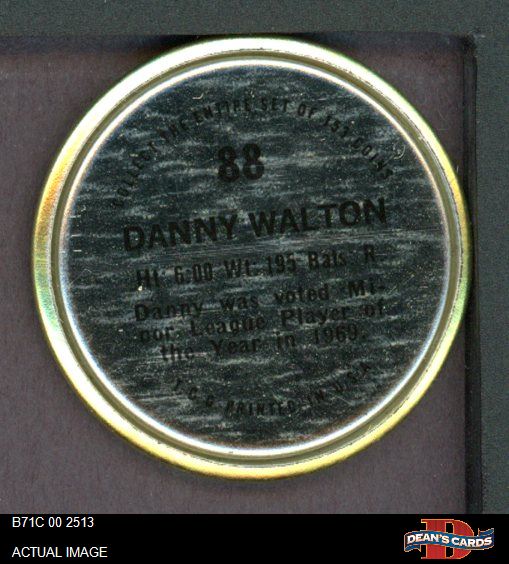 COLLECT THE ENTIRE SET OF 153 COINS
88
DANNY WALTON
Ht: 6:00 Wt: 195 Bats R
Danny was voted Mi-
nor League Player of
the Year in 1969.
T.C.G. PRINTED IN U.S.A.
B71C 00 2513
ACTUAL IMAGE
D
DEAN'S CARDS